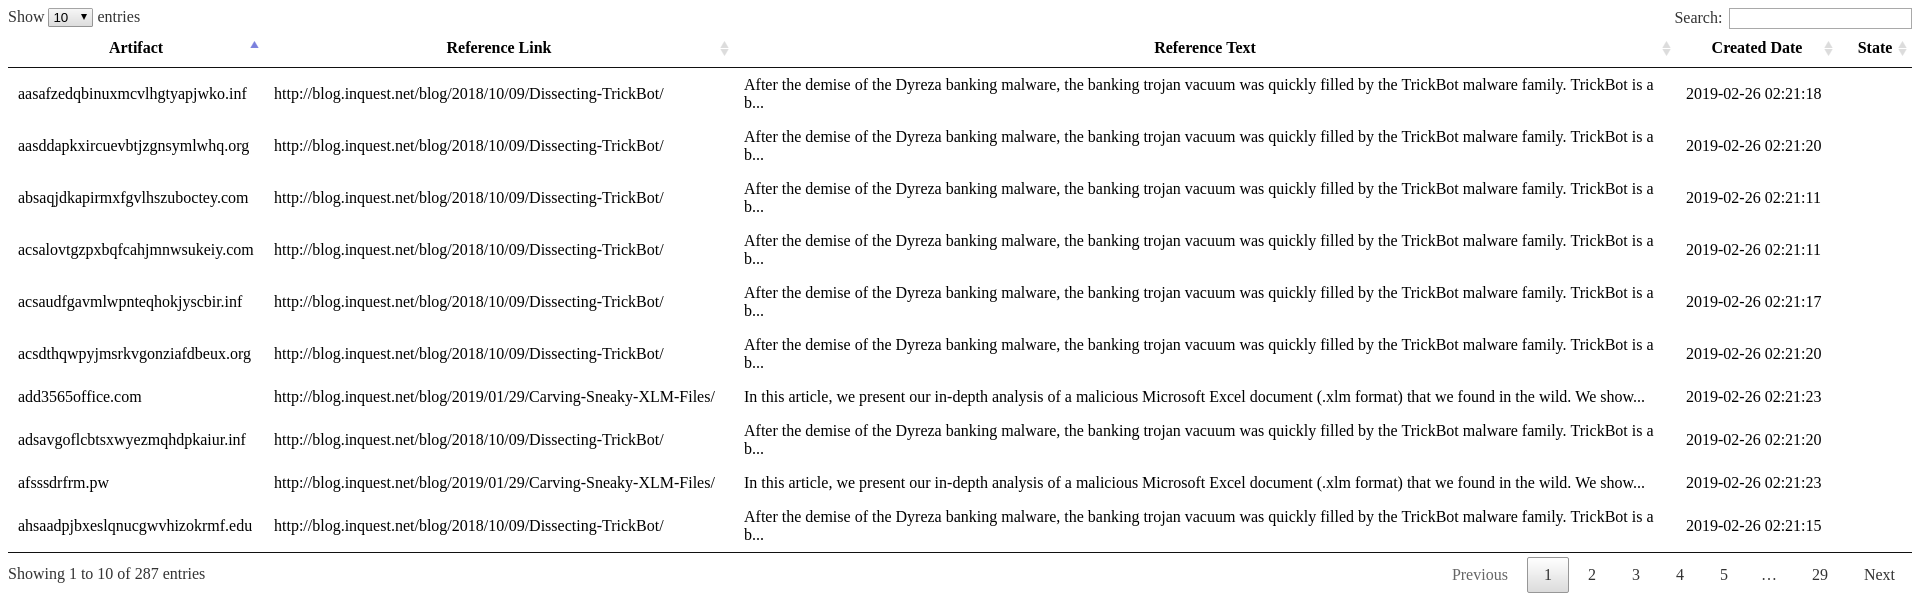 Show 10 entries Search:
Artifact Reference Link Reference Text Created Date State
aasafzedqbinuxmcvlhgtyapjwko.inf http://blog.inquest.net/blog/2018/10/09/Dissecting-TrickBot/ After the demise of the Dyreza banking malware, the banking trojan vacuum was quickly filled by the TrickBot malware family. TrickBot is a 2019-02-26 02:21:18
b...
aasddapkxircuevbtjzgnsymlwhq.org http://blog.inquest.net/blog/2018/10/09/Dissecting-TrickBot/ After the demise of the Dyreza banking malware, the banking trojan vacuum was quickly filled by the TrickBot malware family. TrickBot is a 2019-02-26 02:21:20
b...
absaqjdkapirmxfgvlhszuboctey.com http://blog.inquest.net/blog/2018/10/09/Dissecting-TrickBot/ After the demise of the Dyreza banking malware, the banking trojan vacuum was quickly filled by the TrickBot malware family. TrickBot is a 2019-02-26 02:21:11
b...
acsalovtgzpxbqfcahjmnwsukeiy.com http://blog.inquest.net/blog/2018/10/09/Dissecting-TrickBot/ After the demise of the Dyreza banking malware, the banking trojan vacuum was quickly filled by the TrickBot malware family. TrickBot is a 2019-02-26 02:21:11
b...
acsaudfgavmlwpnteqhokjyscbir.inf http://blog.inquest.net/blog/2018/10/09/Dissecting-TrickBot/ After the demise of the Dyreza banking malware, the banking trojan vacuum was quickly filled by the TrickBot malware family. TrickBot is a 2019-02-26 02:21:17
b...
acsdthqwpyjmsrkvgonziafdbeux.org http://blog.inquest.net/blog/2018/10/09/Dissecting-TrickBot/ After the demise of the Dyreza banking malware, the banking trojan vacuum was quickly filled by the TrickBot malware family. TrickBot is a 2019-02-26 02:21:20
b...
add3565office.com http://blog.inquest.net/blog/2019/01/29/Carving-Sneaky-XLM-Files/ In this article, we present our in-depth analysis of a malicious Microsoft Excel document (.xlm format) that we found in the wild. We show... 2019-02-26 02:21:23
adsavgoflcbtsxwyezmqhdpkaiur.inf http://blog.inquest.net/blog/2018/10/09/Dissecting-TrickBot/ After the demise of the Dyreza banking malware, the banking trojan vacuum was quickly filled by the TrickBot malware family. TrickBot is a 2019-02-26 02:21:20
b...
afsssdrfrm.pw http://blog.inquest.net/blog/2019/01/29/Carving-Sneaky-XLM-Files/ In this article, we present our in-depth analysis of a malicious Microsoft Excel document (.xlm format) that we found in the wild. We show... 2019-02-26 02:21:23
ahsaadpjbxeslqnucgwvhizokrmf.edu http://blog.inquest.net/blog/2018/10/09/Dissecting-TrickBot/ After the demise of the Dyreza banking malware, the banking trojan vacuum was quickly filled by the TrickBot malware family. TrickBot is a 2019-02-26 02:21:15
b...
Showing 1 to 10 of 287 entries Previous 1 2 3 4 5 … 29 Next